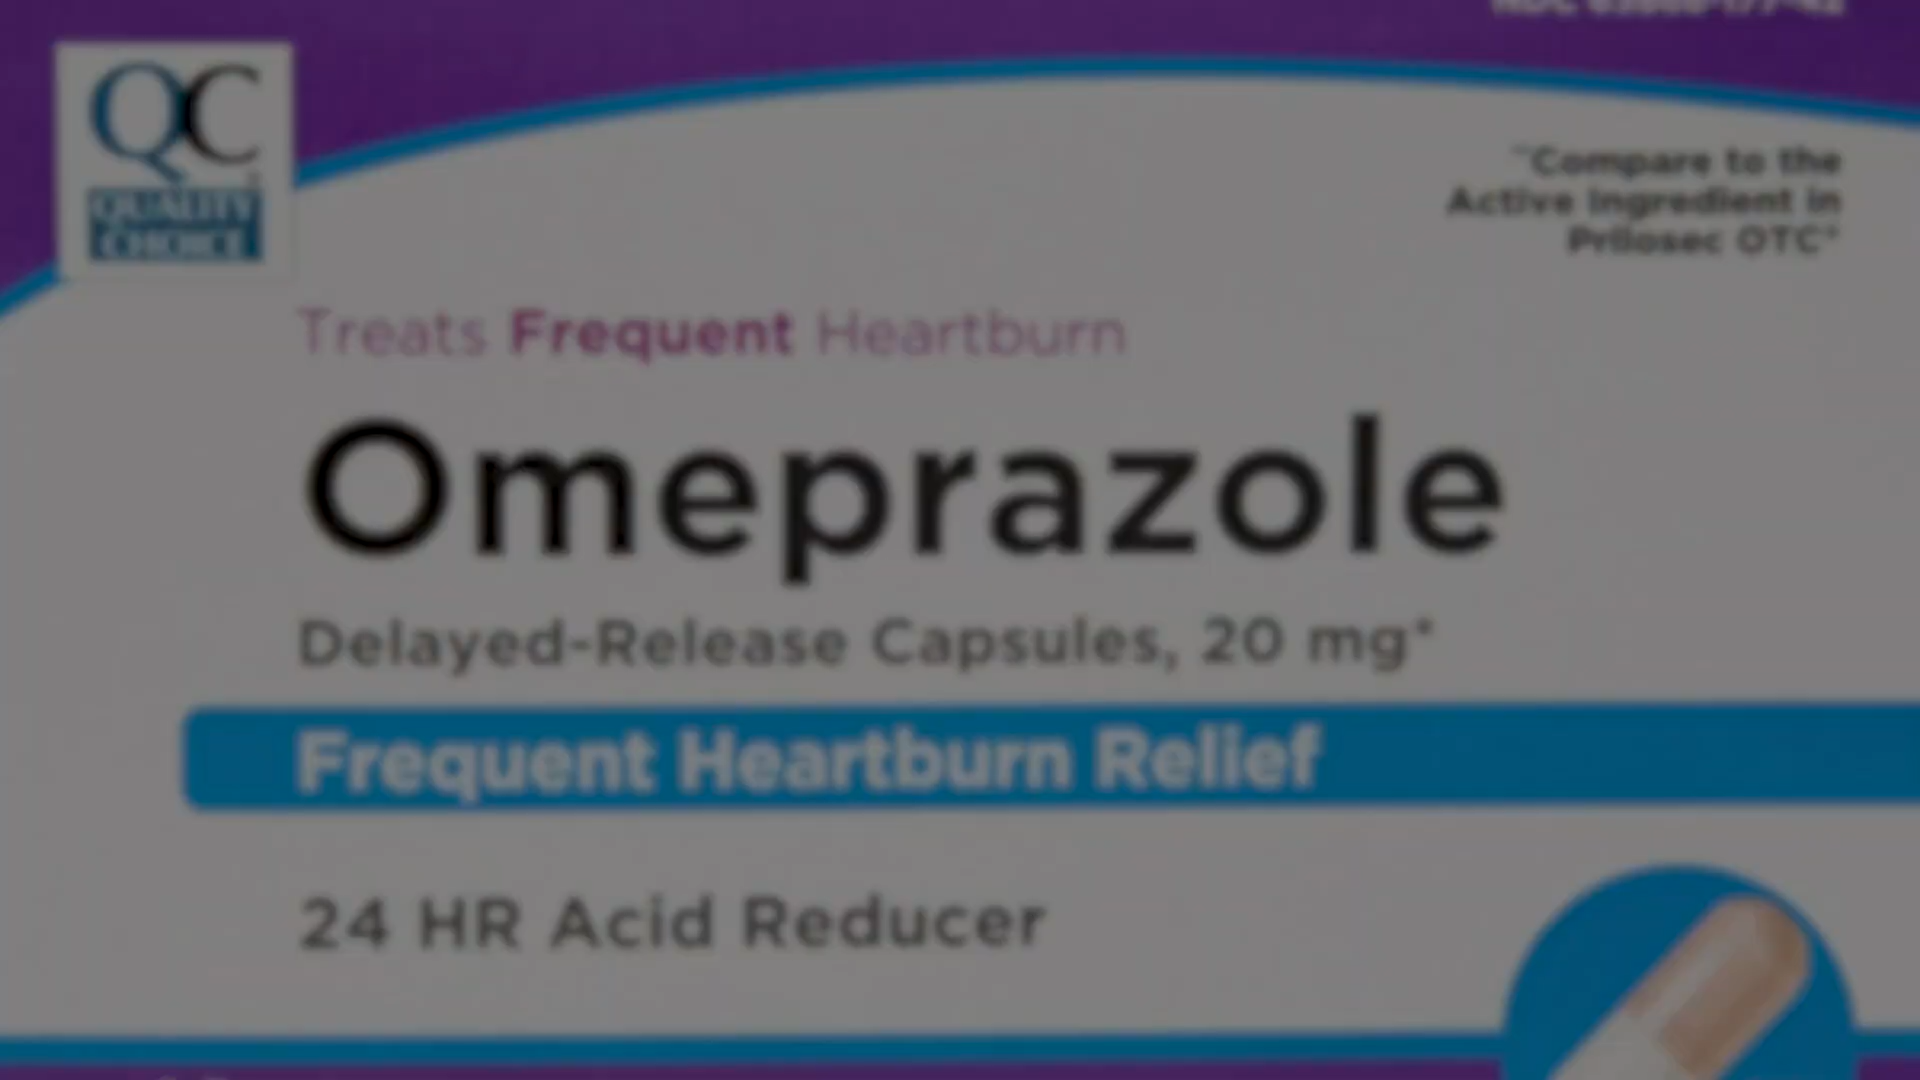 QC
QUALITY
CHOICE
Compare to the
Active Ingredient in
Prilosec OTC
Treats Frequent Heartburn
Omeprazole
Delayed-Release Capsules, 20 mg*
Frequent Heartburn Relief
24 HR Acid Reducer